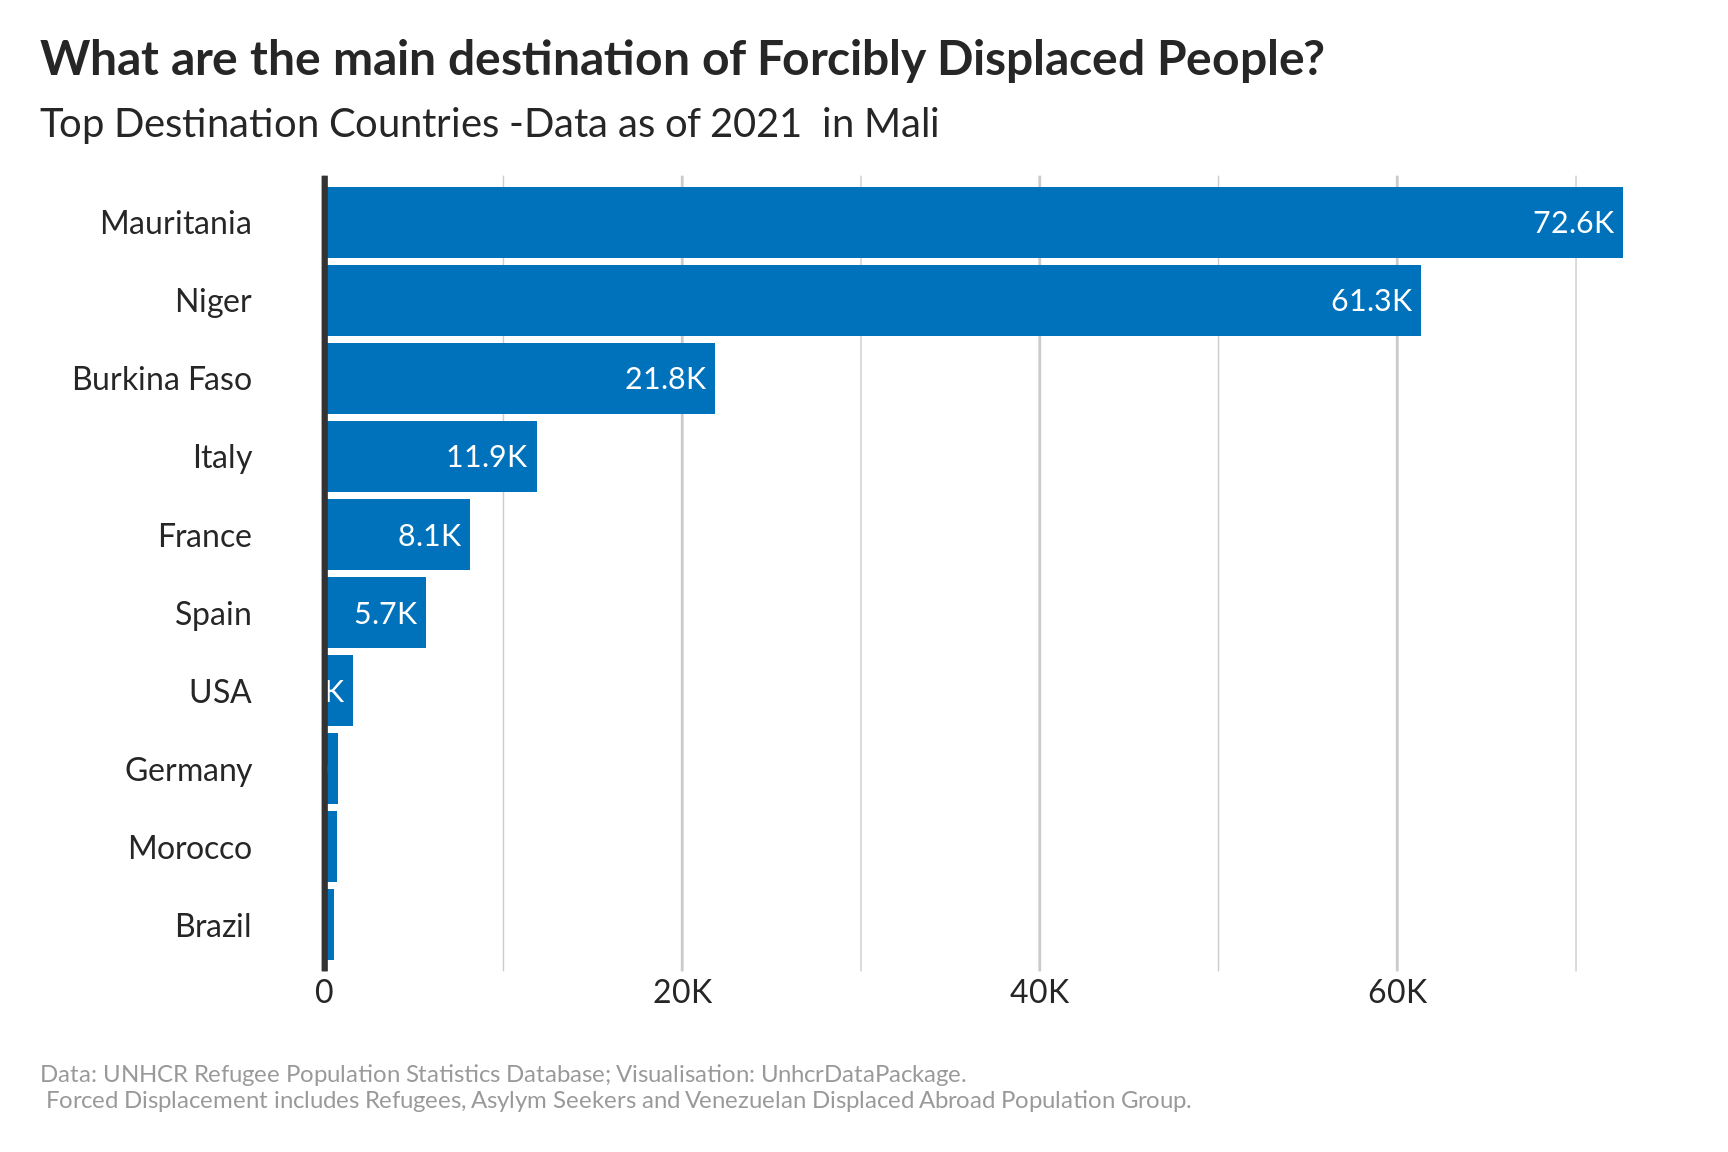 What are the main destination of Forcibly Displaced People?
Top Destination Countries -Data as of 2021  in Mali
Mauritania 72.6K
Niger 61.3K
Burkina Faso 21.8K
Italy 11.9K
France 8.1K
Spain 5.7K
USA K
Germany
Morocco
Brazil
0 20K 40K 60K
Data: UNHCR Refugee Population Statistics Database; Visualisation: UnhcrDataPackage.
Forced Displacement includes Refugees, Asylym Seekers and Venezuelan Displaced Abroad Population Group.